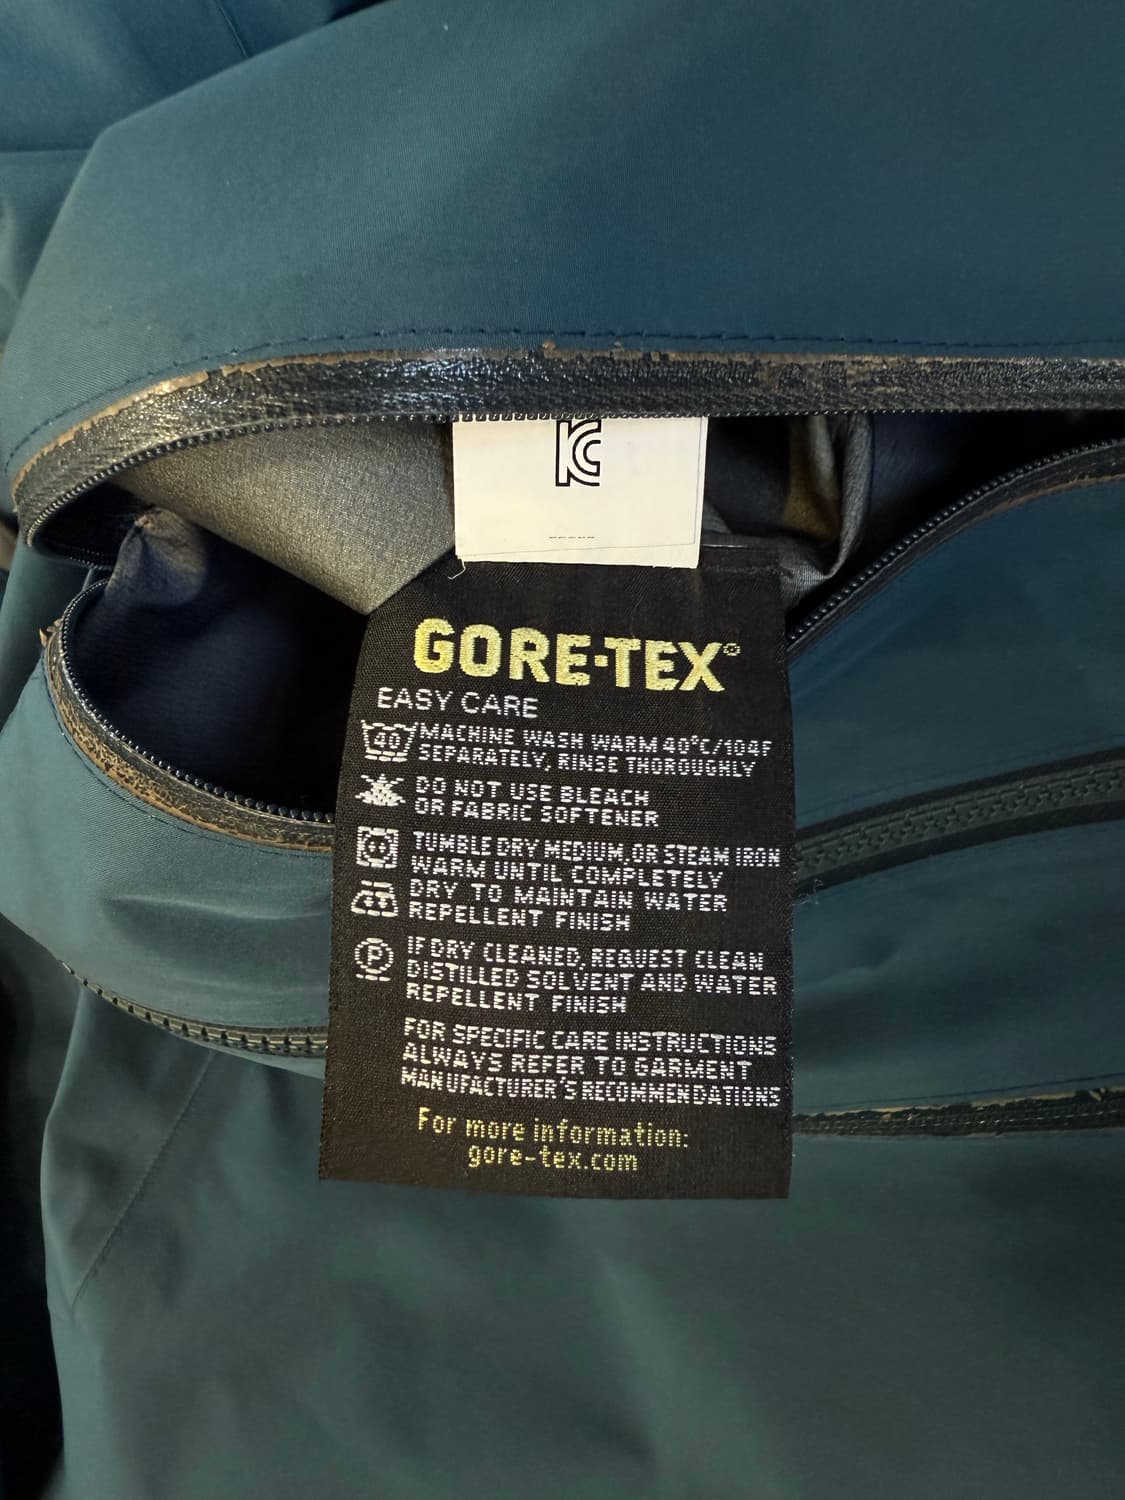 KC
GORE-TEX®
EASY CARE
40 MACHINE WASH WARM 40°C/104F
SEPARATELY, RINSE THOROUGHLY
DO NOT USE BLEACH
OR FABRIC SOFTENER
TUMBLE DRY MEDIUM, OR STEAM IRON
WARM UNTIL COMPLETELY
DRY TO MAINTAIN WATER
REPELLENT FINISH
P IF DRY CLEANED, REQUEST CLEAN
DISTILLED SOLVENT AND WATER
REPELLENT FINISH
FOR SPECIFIC CARE INSTRUCTIONS
ALWAYS REFER TO GARMENT
MANUFACTURER'S RECOMMENDATIONS
For more information:
gore-tex.com